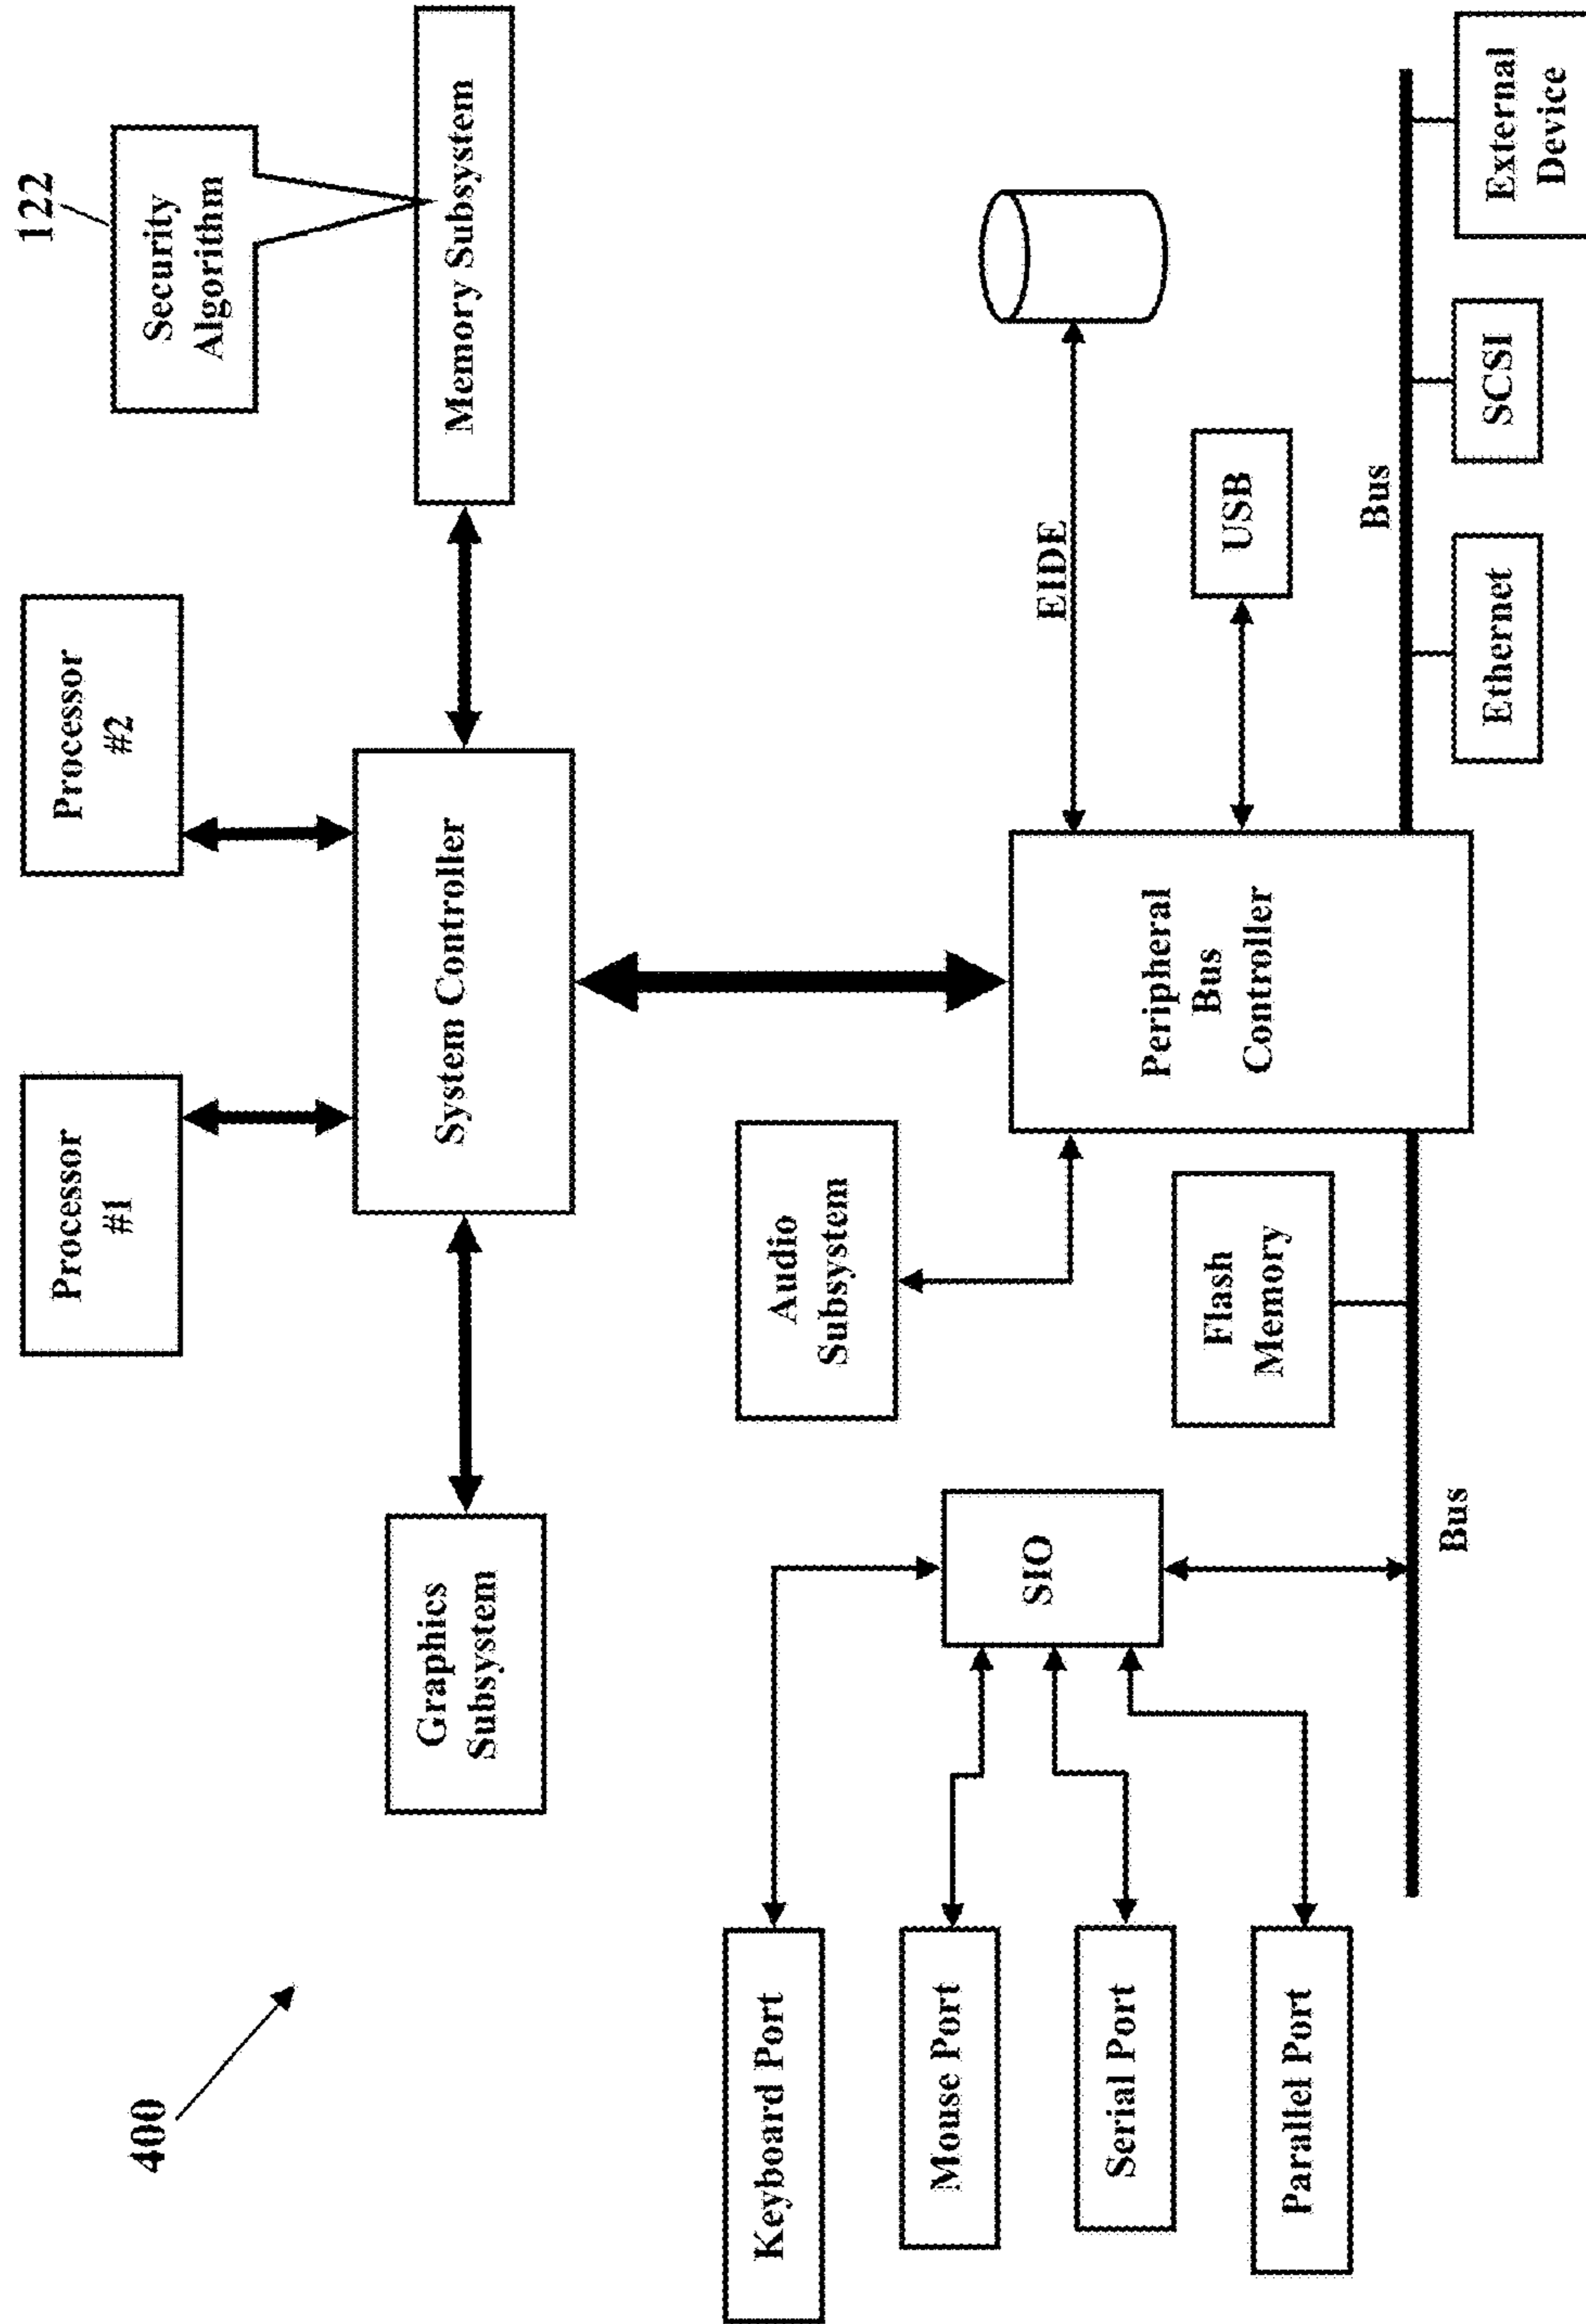 400
122
Security
Algorithm
Processor
#1
Processor
#2
Graphics
Subsystem
System Controller
Memory Subsystem
Keyboard Port
Mouse Port
Serial Port
Parallel Port
SIO
Audio
Subsystem
Flash
Memory
Peripheral
Bus
Controller
EIDE
USB
Bus
Bus
Ethernet
SCSI
External
Device